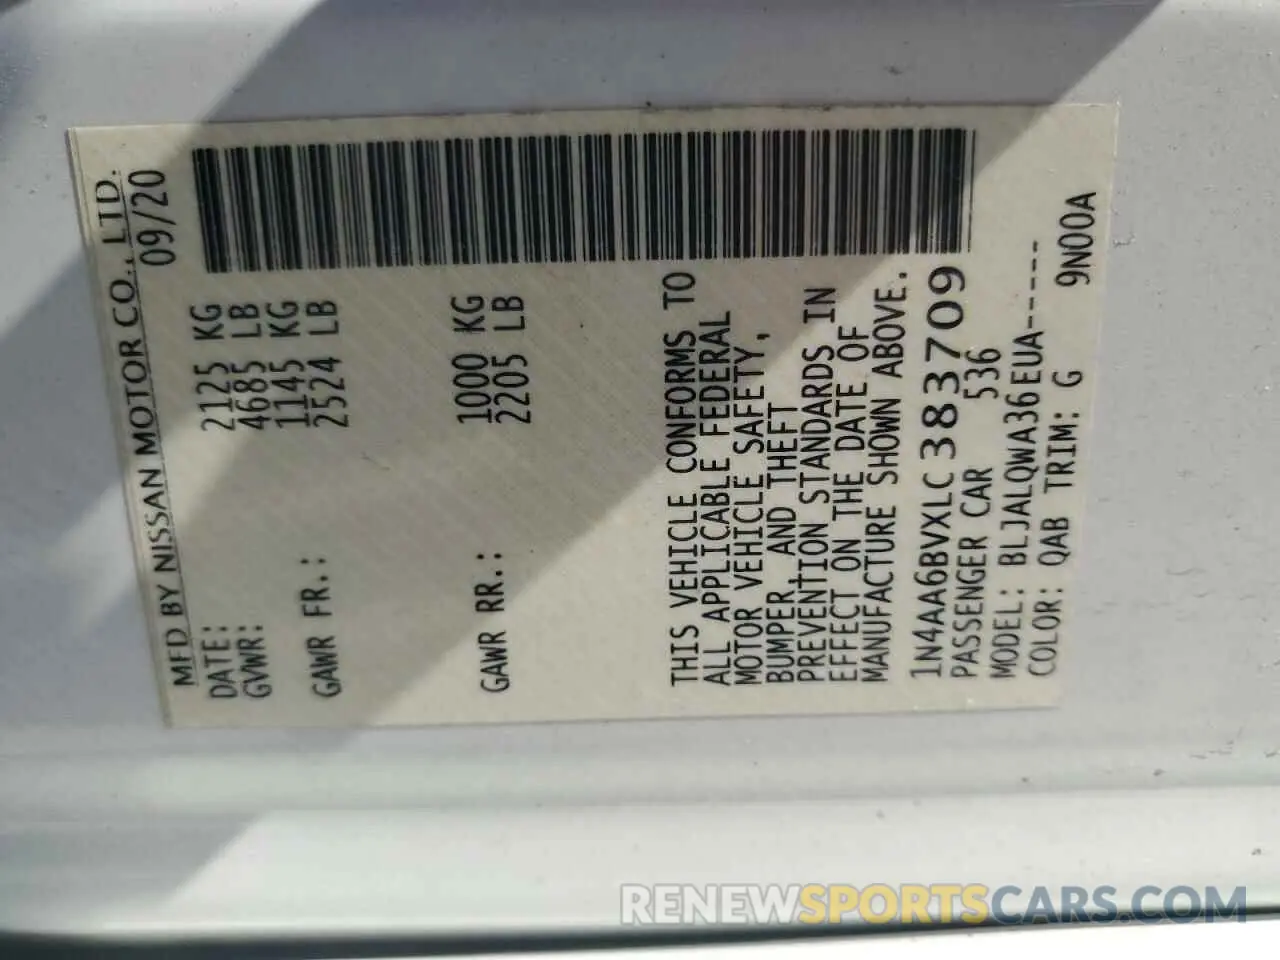 MFD BY NISSAN MOTOR CO., LTD.
DATE: 09/20
GVWR: 2125 KG
4685 LB
GAWR FR.: 1145 KG
2524 LB
GAWR RR.: 1000 KG
2205 LB
THIS VEHICLE CONFORMS TO
ALL APPLICABLE FEDERAL
MOTOR VEHICLE SAFETY,
BUMPER, AND THEFT
PREVENTION STANDARDS IN
EFFECT ON THE DATE OF
MANUFACTURE SHOWN ABOVE.
1N4AA6BVXLC383709
PASSENGER CAR 536
MODEL: BLJALQWA36EUA-----
COLOR: QAB TRIM: G 9N00A
RENEWSPORTSCARS.COM